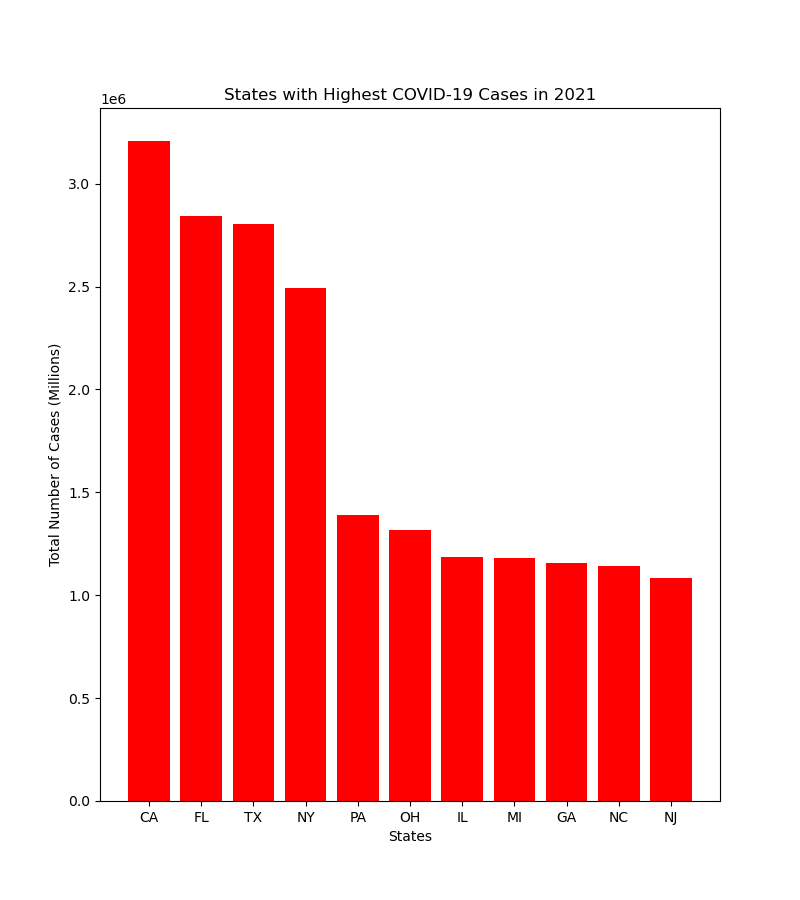 States with Highest COVID-19 Cases in 2021
1e6
3.0
2.5
2.0
1.5
1.0
0.5
0.0
Total Number of Cases (Millions)
CA FL TX NY PA OH IL MI GA NC NJ
States